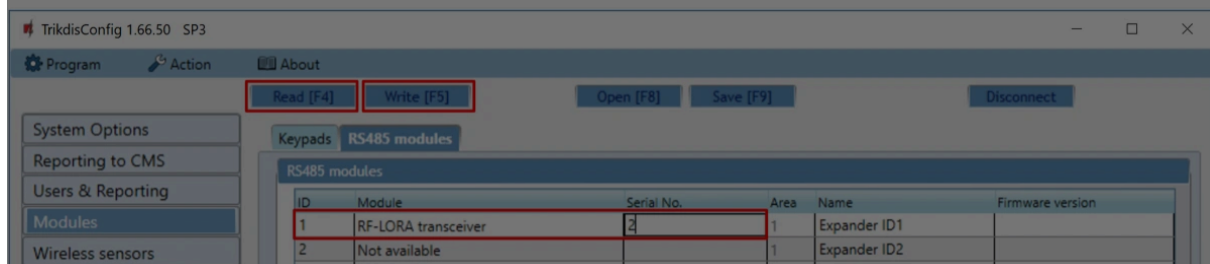 TrikdisConfig 1.66.50 SP3
Program Action About
Read [F4] Write [F5] Open [F8] Save [F9] Disconnect
System Options
Reporting to CMS
Users & Reporting
Modules
Wireless sensors
Keypads RS485 modules
RS485 modules
ID Module Serial No. Area Name Firmware version
1 RF-LORA transceiver 2 1 Expander ID1
2 Not available 1 Expander ID2